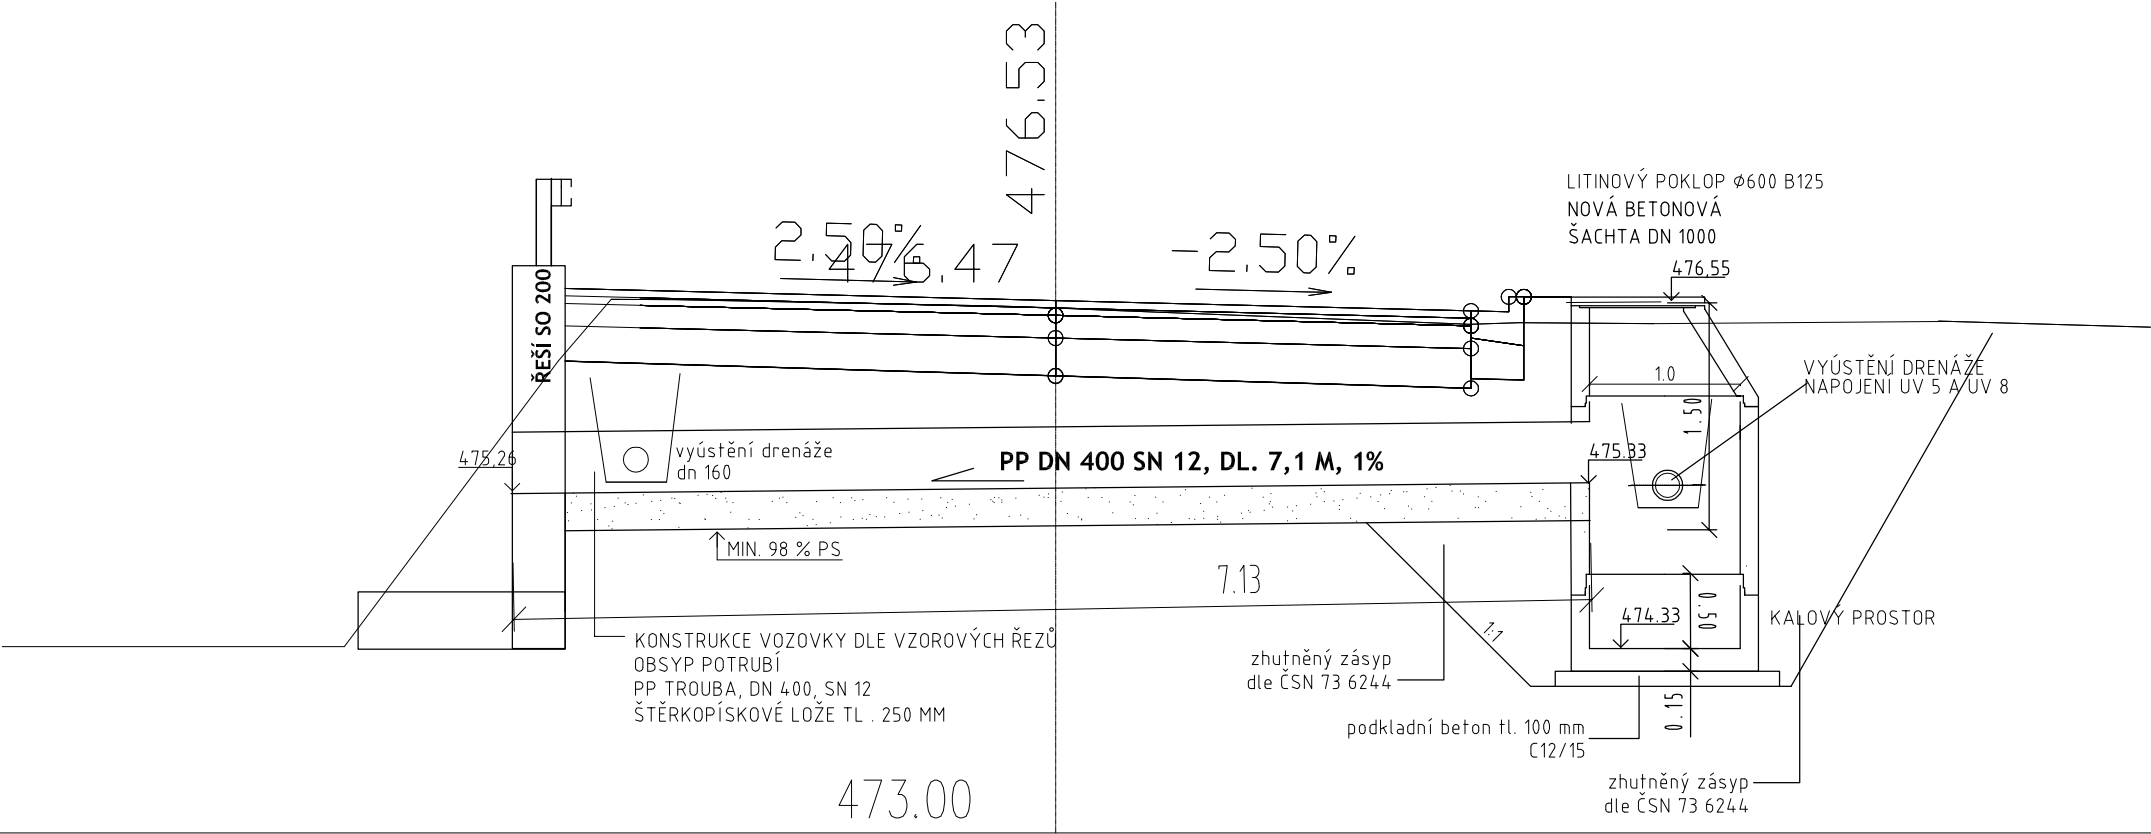 476.53
2.50%
476.47
-2.50%
LITINOVÝ POKLOP Ø600 B125
NOVÁ BETONOVÁ
ŠACHTA DN 1000
476,55
ŘEŠÍ SO 200
VYÚSTĚNÍ DRENÁŽE
NAPOJENÍ UV 5 A UV 8
1.0
1.50
475,26
vyústění drenáže
dn 160
PP DN 400 SN 12, DL. 7,1 M, 1%
475.33
MIN. 98 % PS
7.13
474.33
0.50
KALOVÝ PROSTOR
1:1
KONSTRUKCE VOZOVKY DLE VZOROVÝCH ŘEZŮ
OBSYP POTRUBÍ
PP TROUBA, DN 400, SN 12
ŠTĚRKOPÍSKOVÉ LOŽE TL . 250 MM
zhutněný zásyp
dle ČSN 73 6244
0.15
podkladní beton tl. 100 mm
C12/15
473.00
zhutněný zásyp
dle ČSN 73 6244